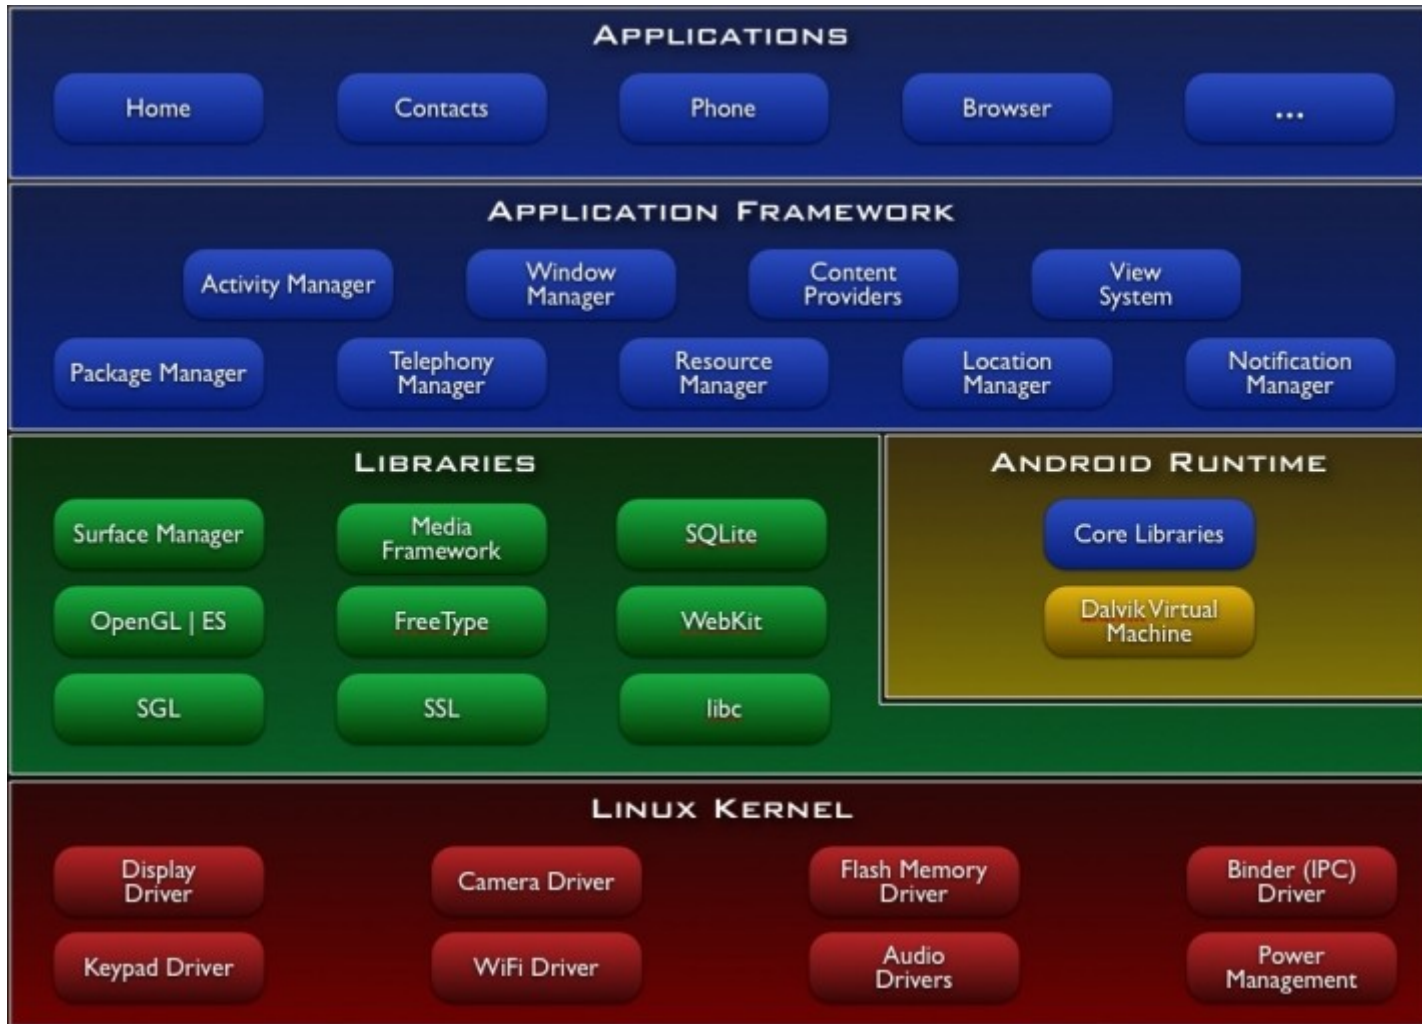 APPLICATIONS
Home
Contacts
Phone
Browser
...
APPLICATION FRAMEWORK
Activity Manager
Window
Manager
Content
Providers
View
System
Package Manager
Telephony
Manager
Resource
Manager
Location
Manager
Notification
Manager
LIBRARIES
Surface Manager
Media
Framework
SQLite
OpenGL | ES
FreeType
WebKit
SGL
SSL
libc
ANDROID RUNTIME
Core Libraries
Dalvik Virtual
Machine
LINUX KERNEL
Display
Driver
Camera Driver
Flash Memory
Driver
Binder (IPC)
Driver
Keypad Driver
WiFi Driver
Audio
Drivers
Power
Management